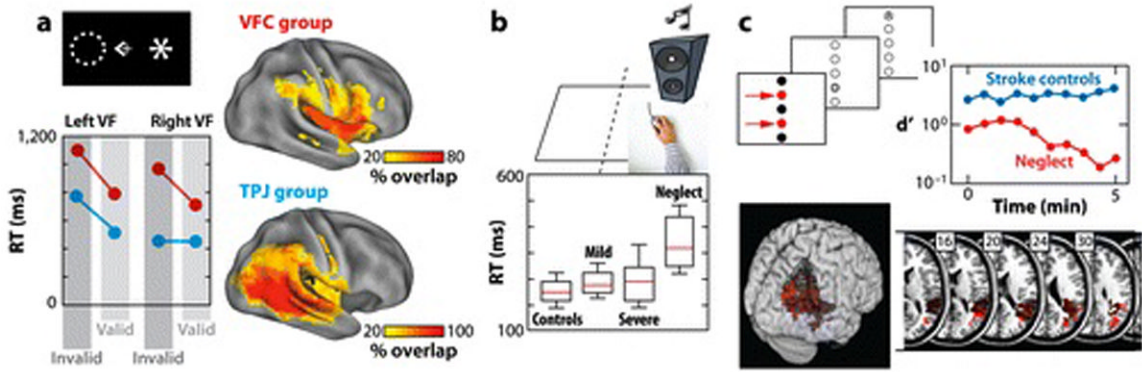 a
VFC group
Left VF
Right VF
1,200
RT (ms)
0
Valid
Valid
Invalid
Invalid
20
80
% overlap
TPJ group
20
100
% overlap
b
600
RT (ms)
100
Controls
Mild
Severe
Neglect
c
10¹
Stroke controls
d′
10⁰
Neglect
10⁻¹
0
5
Time (min)
16
20
24
30